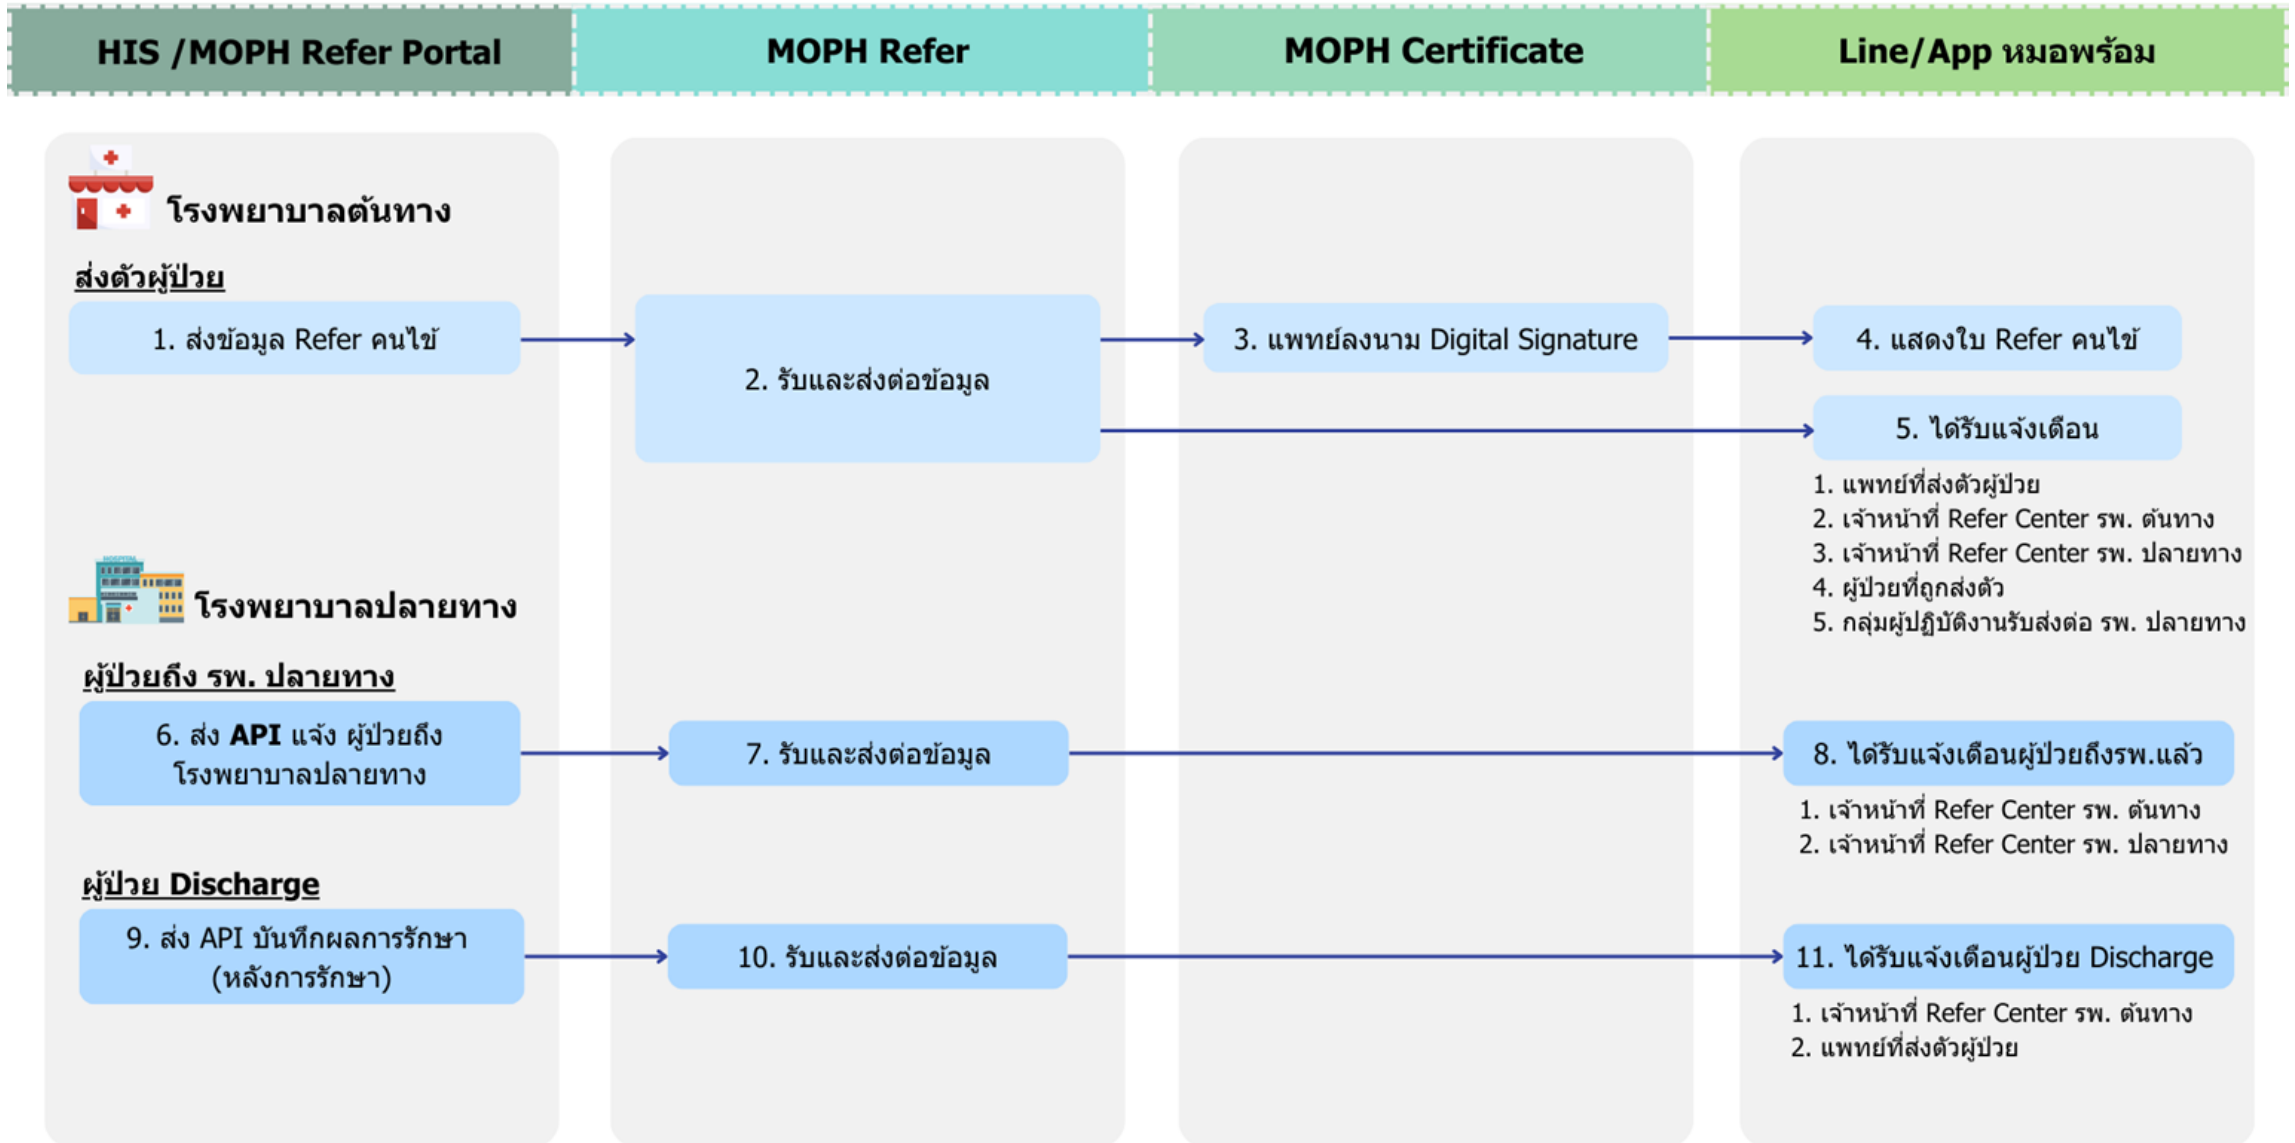 HIS /MOPH Refer Portal
MOPH Refer
MOPH Certificate
Line/App หมอพร้อม
โรงพยาบาลต้นทาง
ส่งตัวผู้ป่วย
1. ส่งข้อมูล Refer คนไข้
2. รับและส่งต่อข้อมูล
3. แพทย์ลงนาม Digital Signature
4. แสดงใบ Refer คนไข้
5. ได้รับแจ้งเตือน
1. แพทย์ที่ส่งตัวผู้ป่วย
2. เจ้าหน้าที่ Refer Center รพ. ต้นทาง
3. เจ้าหน้าที่ Refer Center รพ. ปลายทาง
4. ผู้ป่วยที่ถูกส่งตัว
5. กลุ่มผู้ปฏิบัติงานรับส่งต่อ รพ. ปลายทาง
HOSPITAL
โรงพยาบาลปลายทาง
ผู้ป่วยถึง รพ. ปลายทาง
6. ส่ง API แจ้ง ผู้ป่วยถึง
โรงพยาบาลปลายทาง
7. รับและส่งต่อข้อมูล
8. ได้รับแจ้งเตือนผู้ป่วยถึงรพ.แล้ว
1. เจ้าหน้าที่ Refer Center รพ. ต้นทาง
2. เจ้าหน้าที่ Refer Center รพ. ปลายทาง
ผู้ป่วย Discharge
9. ส่ง API บันทึกผลการรักษา
(หลังการรักษา)
10. รับและส่งต่อข้อมูล
11. ได้รับแจ้งเตือนผู้ป่วย Discharge
1. เจ้าหน้าที่ Refer Center รพ. ต้นทาง
2. แพทย์ที่ส่งตัวผู้ป่วย